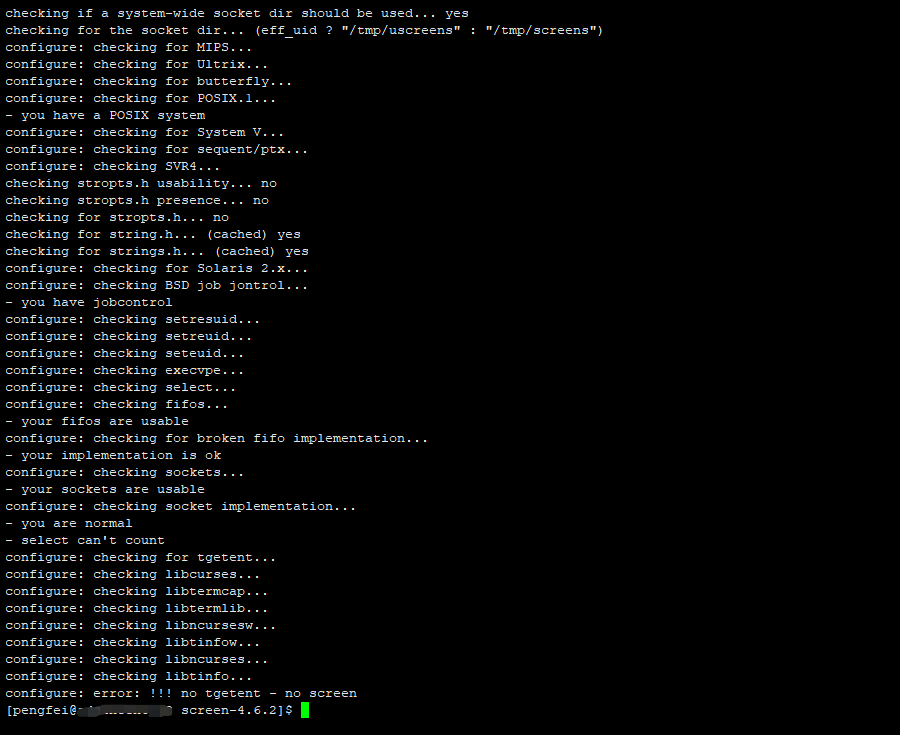 checking if a system-wide socket dir should be used... yes
checking for the socket dir... (eff_uid ? "/tmp/uscreens" : "/tmp/screens")
configure: checking for MIPS...
configure: checking for Ultrix...
configure: checking for butterfly...
configure: checking for POSIX.1...
- you have a POSIX system
configure: checking for System V...
configure: checking for sequent/ptx...
configure: checking SVR4...
checking stropts.h usability... no
checking stropts.h presence... no
checking for stropts.h... no
checking for string.h... (cached) yes
checking for strings.h... (cached) yes
configure: checking for Solaris 2.x...
configure: checking BSD job jontrol...
- you have jobcontrol
configure: checking setresuid...
configure: checking setreuid...
configure: checking seteuid...
configure: checking execvpe...
configure: checking select...
configure: checking fifos...
- your fifos are usable
configure: checking for broken fifo implementation...
- your implementation is ok
configure: checking sockets...
- your sockets are usable
configure: checking socket implementation...
- you are normal
- select can't count
configure: checking for tgetent...
configure: checking libcurses...
configure: checking libtermcap...
configure: checking libtermlib...
configure: checking libncursesw...
configure: checking libtinfow...
configure: checking libncurses...
configure: checking libtinfo...
configure: error: !!! no tgetent - no screen
[pengfei@ screen-4.6.2]$